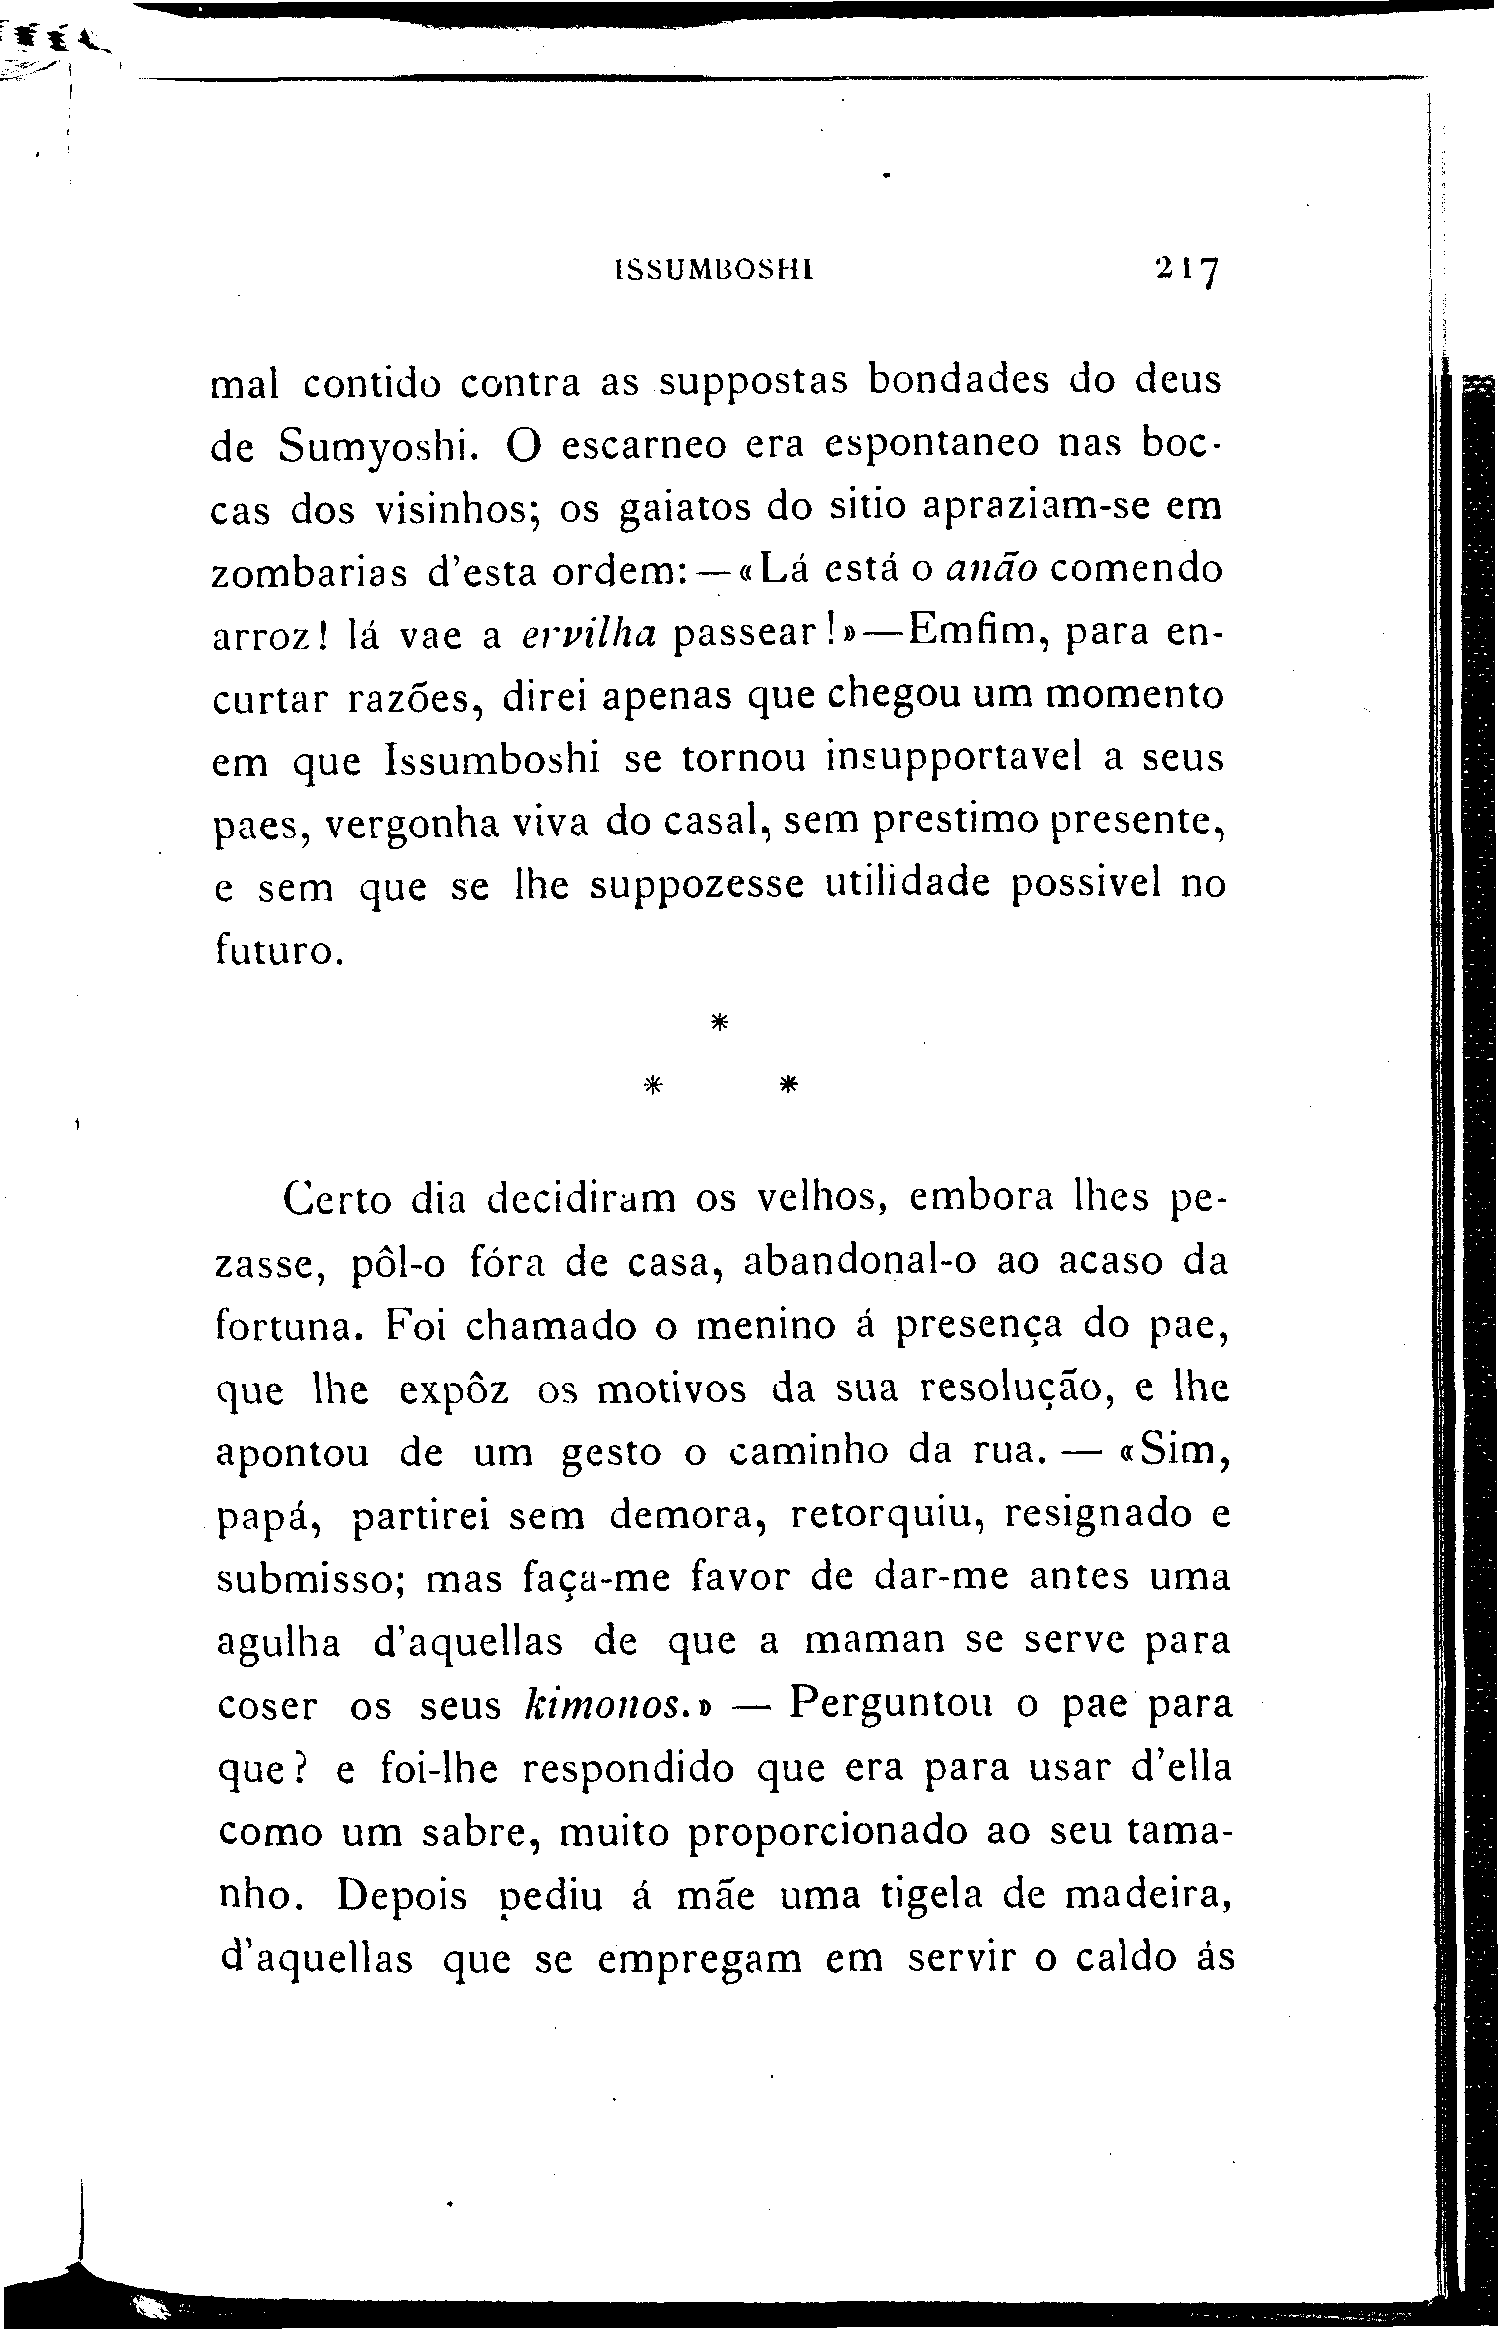 ISSUMBOSHI 217
mal contido contra as suppostas bondades do deus
de Sumyoshi. O escarneo era espontaneo nas boc-
cas dos visinhos; os gaiatos do sitio apraziam-se em
zombarias d'esta ordem: — «Lá está o anão comendo
arroz! lá vae a ervilha passear!» — Emfim, para en-
curtar razões, direi apenas que chegou um momento
em que Issumboshi se tornou insupportavel a seus
paes, vergonha viva do casal, sem prestimo presente,
e sem que se lhe suppozesse utilidade possivel no
futuro.
*
* *
Certo dia decidiram os velhos, embora lhes pe-
zasse, pôl-o fóra de casa, abandonal-o ao acaso da
fortuna. Foi chamado o menino á presença do pae,
que lhe expôz os motivos da sua resolução, e lhe
apontou de um gesto o caminho da rua. — «Sim,
papá, partirei sem demora, retorquiu, resignado e
submisso; mas faça-me favor de dar-me antes uma
agulha d'aquellas de que a maman se serve para
coser os seus kimonos.» — Perguntou o pae para
que? e foi-lhe respondido que era para usar d'ella
como um sabre, muito proporcionado ao seu tama-
nho. Depois pediu á mãe uma tigela de madeira,
d'aquellas que se empregam em servir o caldo ás